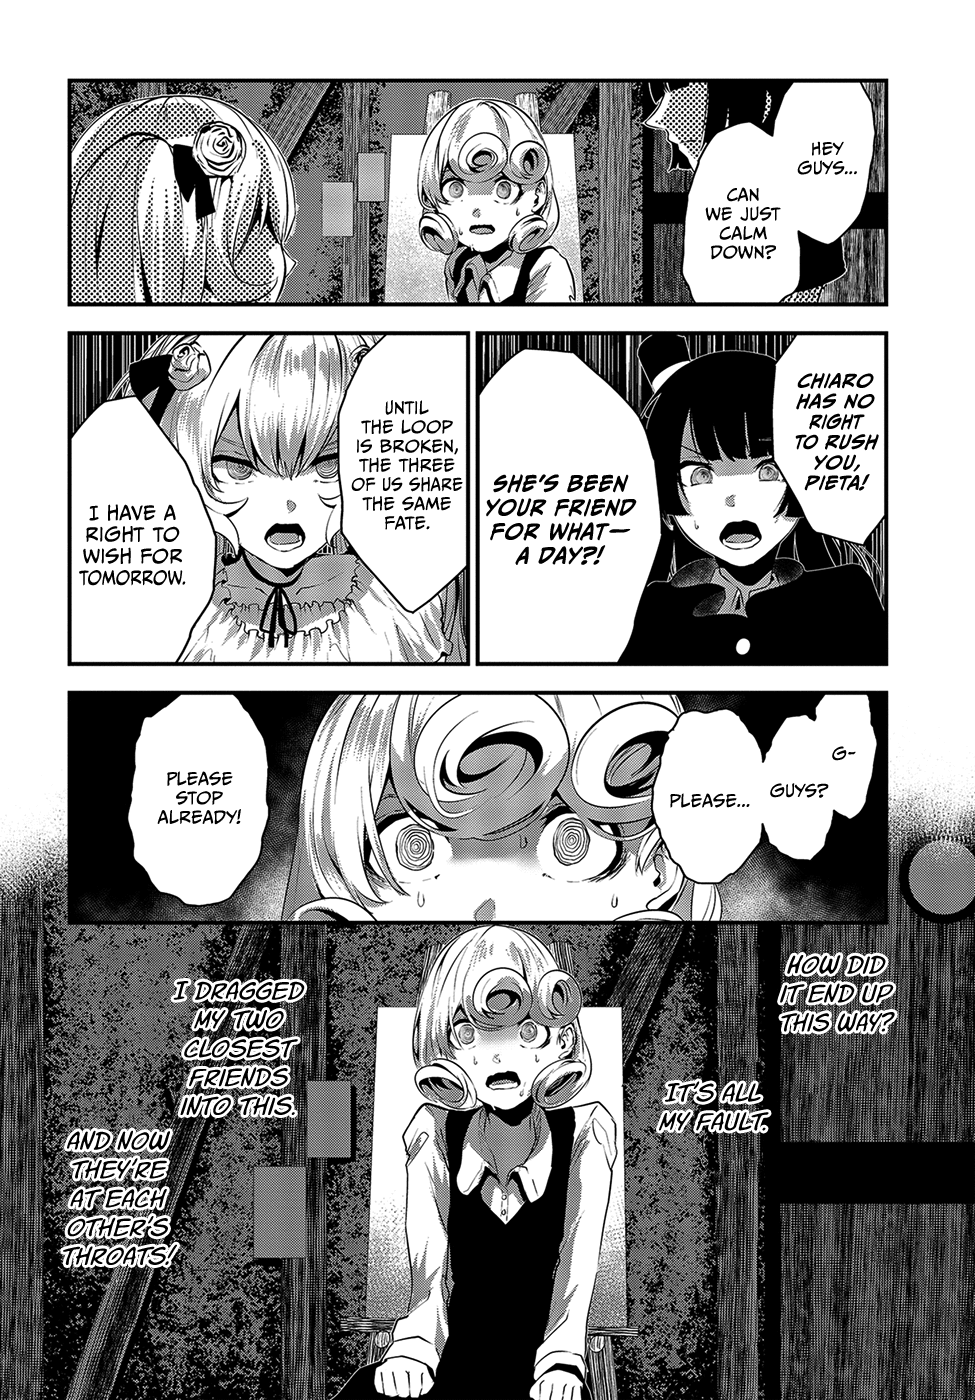 HEY
GUYS...
CAN
WE JUST
CALM
DOWN?
CHIARO
HAS NO
RIGHT
TO RUSH
YOU,
PIETA!
SHE'S BEEN
YOUR FRIEND
FOR WHAT—
A DAY?!
UNTIL
THE LOOP
IS BROKEN,
THE THREE
OF US SHARE
THE SAME
FATE.
I HAVE A
RIGHT TO
WISH FOR
TOMORROW.
G-
GUYS?
PLEASE...
PLEASE
STOP
ALREADY!
HOW DID
IT END UP
THIS WAY?
IT'S ALL
MY FAULT.
I DRAGGED
MY TWO
CLOSEST
FRIENDS
INTO THIS.
AND NOW
THEY'RE
AT EACH
OTHER'S
THROATS!